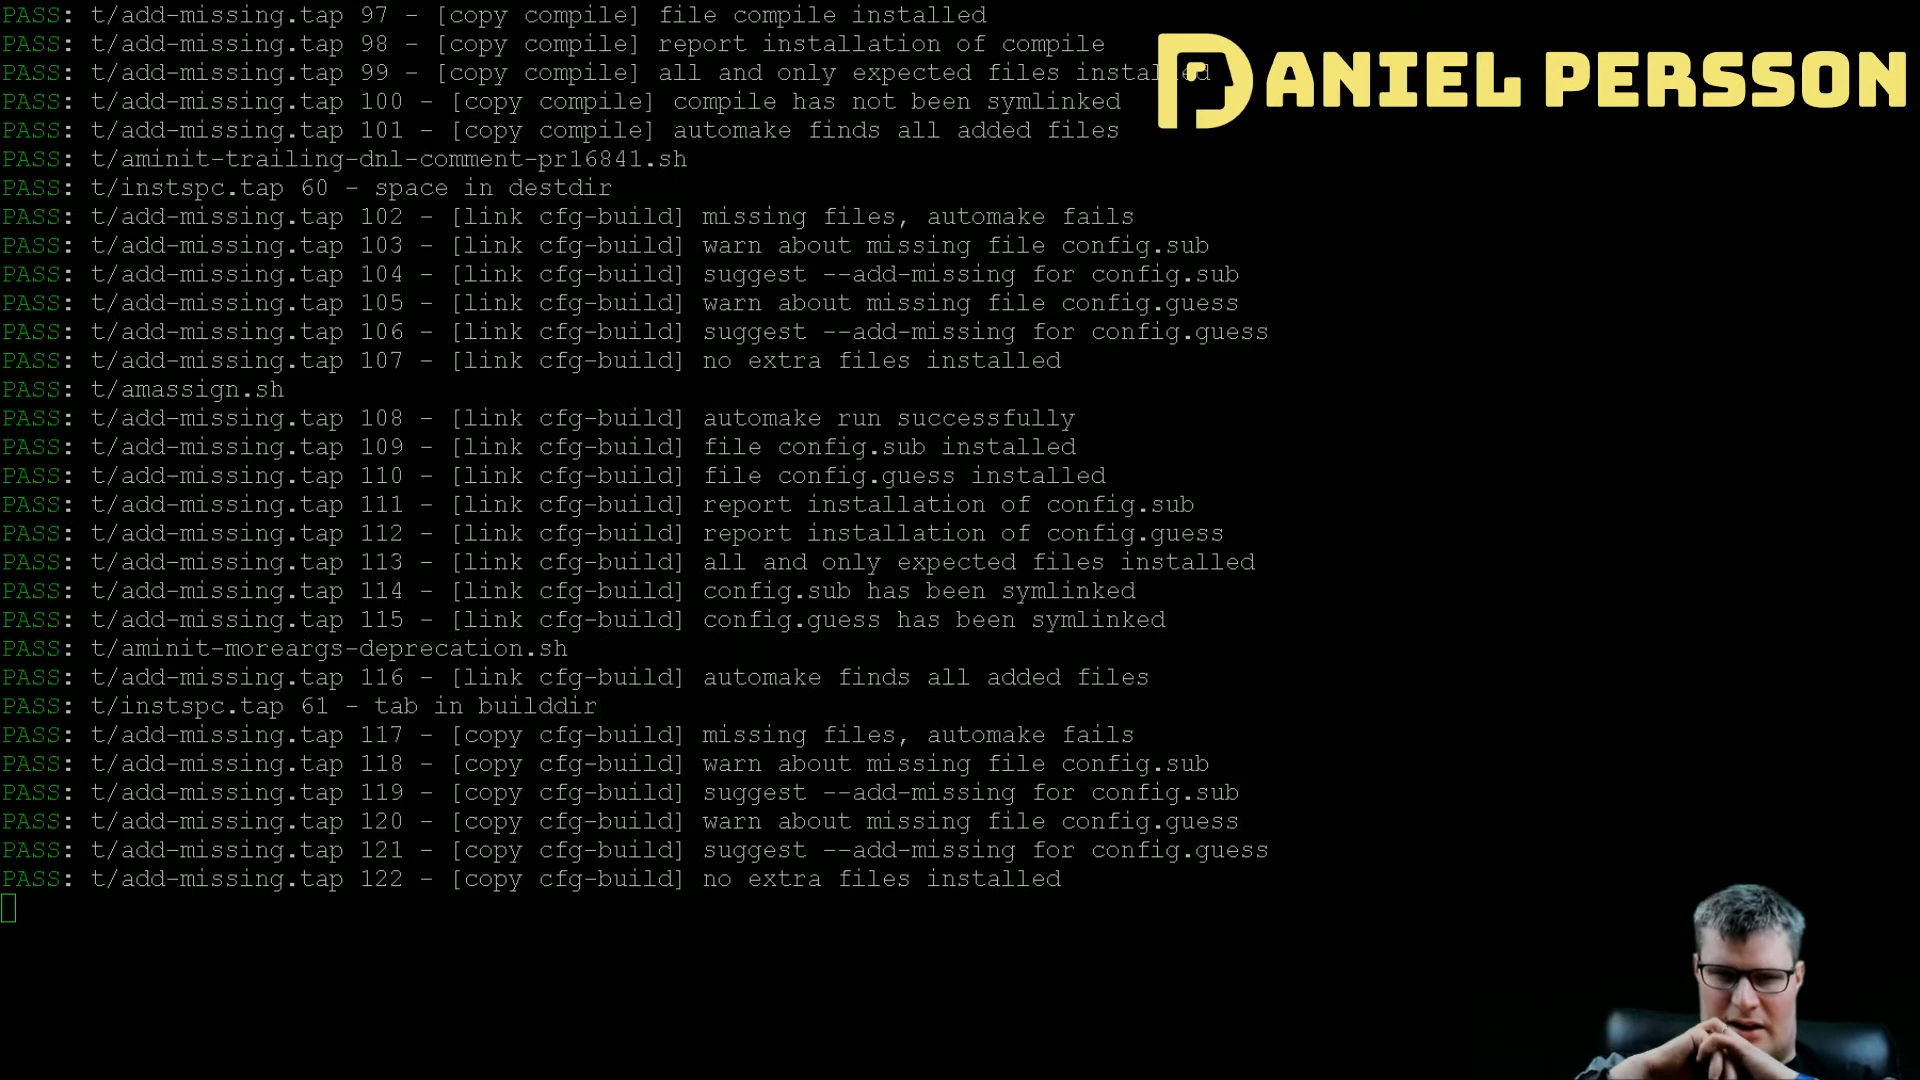 PASS: t/add-missing.tap 97 - [copy compile] file compile installed
PASS: t/add-missing.tap 98 - [copy compile] report installation of compile
PASS: t/add-missing.tap 99 - [copy compile] all and only expected files installed
DANIEL PERSSON
PASS: t/add-missing.tap 100 - [copy compile] compile has not been symlinked
PASS: t/add-missing.tap 101 - [copy compile] automake finds all added files
PASS: t/aminit-trailing-dnl-comment-pr16841.sh
PASS: t/instspc.tap 60 - space in destdir
PASS: t/add-missing.tap 102 - [link cfg-build] missing files, automake fails
PASS: t/add-missing.tap 103 - [link cfg-build] warn about missing file config.sub
PASS: t/add-missing.tap 104 - [link cfg-build] suggest --add-missing for config.sub
PASS: t/add-missing.tap 105 - [link cfg-build] warn about missing file config.guess
PASS: t/add-missing.tap 106 - [link cfg-build] suggest --add-missing for config.guess
PASS: t/add-missing.tap 107 - [link cfg-build] no extra files installed
PASS: t/amassign.sh
PASS: t/add-missing.tap 108 - [link cfg-build] automake run successfully
PASS: t/add-missing.tap 109 - [link cfg-build] file config.sub installed
PASS: t/add-missing.tap 110 - [link cfg-build] file config.guess installed
PASS: t/add-missing.tap 111 - [link cfg-build] report installation of config.sub
PASS: t/add-missing.tap 112 - [link cfg-build] report installation of config.guess
PASS: t/add-missing.tap 113 - [link cfg-build] all and only expected files installed
PASS: t/add-missing.tap 114 - [link cfg-build] config.sub has been symlinked
PASS: t/add-missing.tap 115 - [link cfg-build] config.guess has been symlinked
PASS: t/aminit-moreargs-deprecation.sh
PASS: t/add-missing.tap 116 - [link cfg-build] automake finds all added files
PASS: t/instspc.tap 61 - tab in builddir
PASS: t/add-missing.tap 117 - [copy cfg-build] missing files, automake fails
PASS: t/add-missing.tap 118 - [copy cfg-build] warn about missing file config.sub
PASS: t/add-missing.tap 119 - [copy cfg-build] suggest --add-missing for config.sub
PASS: t/add-missing.tap 120 - [copy cfg-build] warn about missing file config.guess
PASS: t/add-missing.tap 121 - [copy cfg-build] suggest --add-missing for config.guess
PASS: t/add-missing.tap 122 - [copy cfg-build] no extra files installed